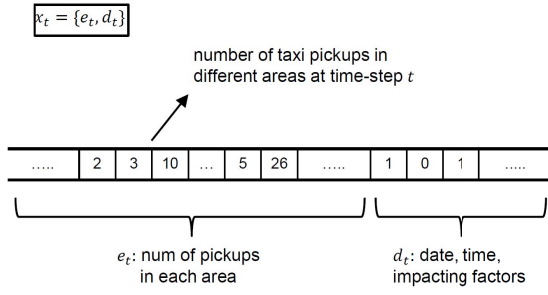 x_t = {e_t, d_t}
number of taxi pickups in
different areas at time-step t
..... 2 3 10 ... 5 26 ..... 1 0 1 .....
e_t: num of pickups
in each area
d_t: date, time,
impacting factors